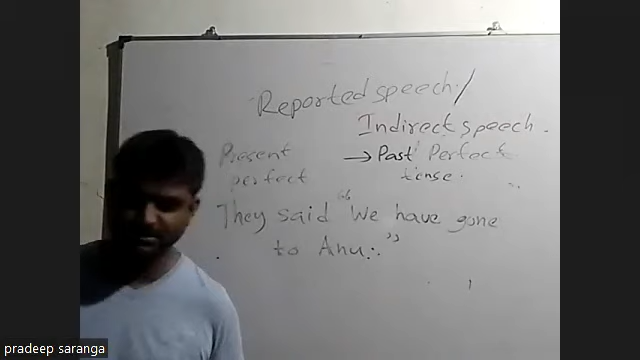 Reported speech/
Indirect speech.
Present → Past Perfect
perfect tense.
They said "We have gone
to Anu:"
pradeep saranga